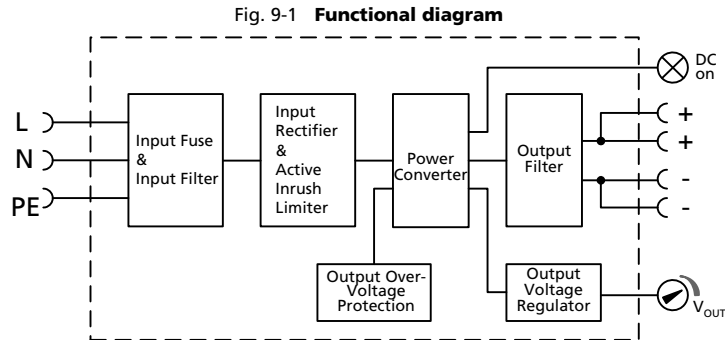 Fig. 9-1 Functional diagram
DC
on
L
N
PE
Input Fuse
&
Input Filter
Input
Rectifier
&
Active
Inrush
Limiter
Power
Converter
Output
Filter
+
+
-
-
Output Over-
Voltage
Protection
Output
Voltage
Regulator
VOUT